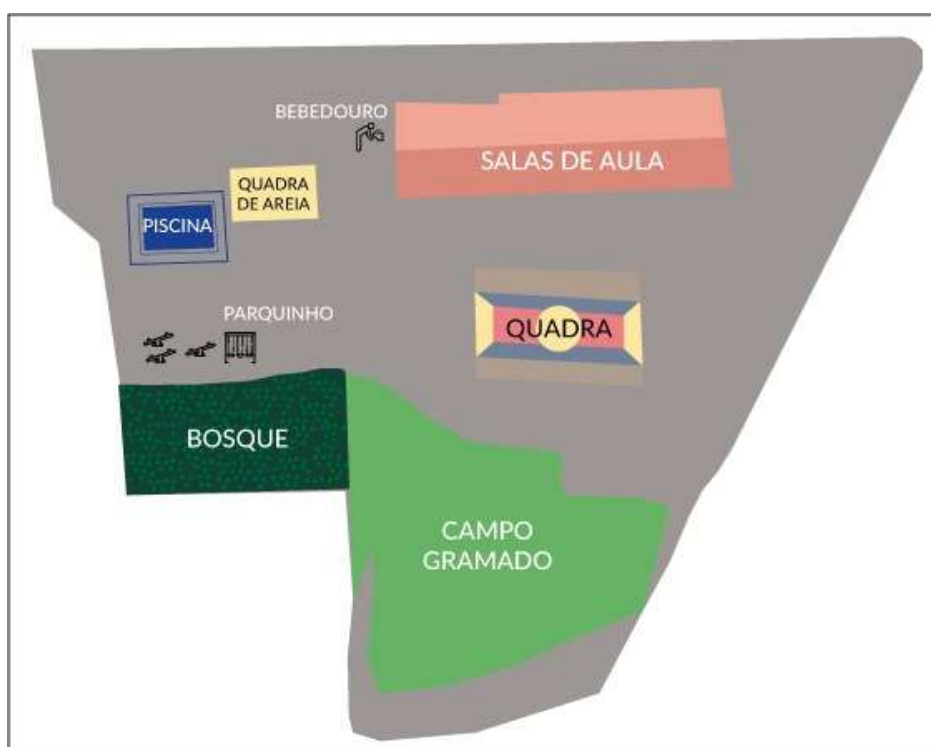 BEBEDOURO
SALAS DE AULA
QUADRA
DE AREIA
PISCINA
PARQUINHO
QUADRA
BOSQUE
CAMPO
GRAMADO